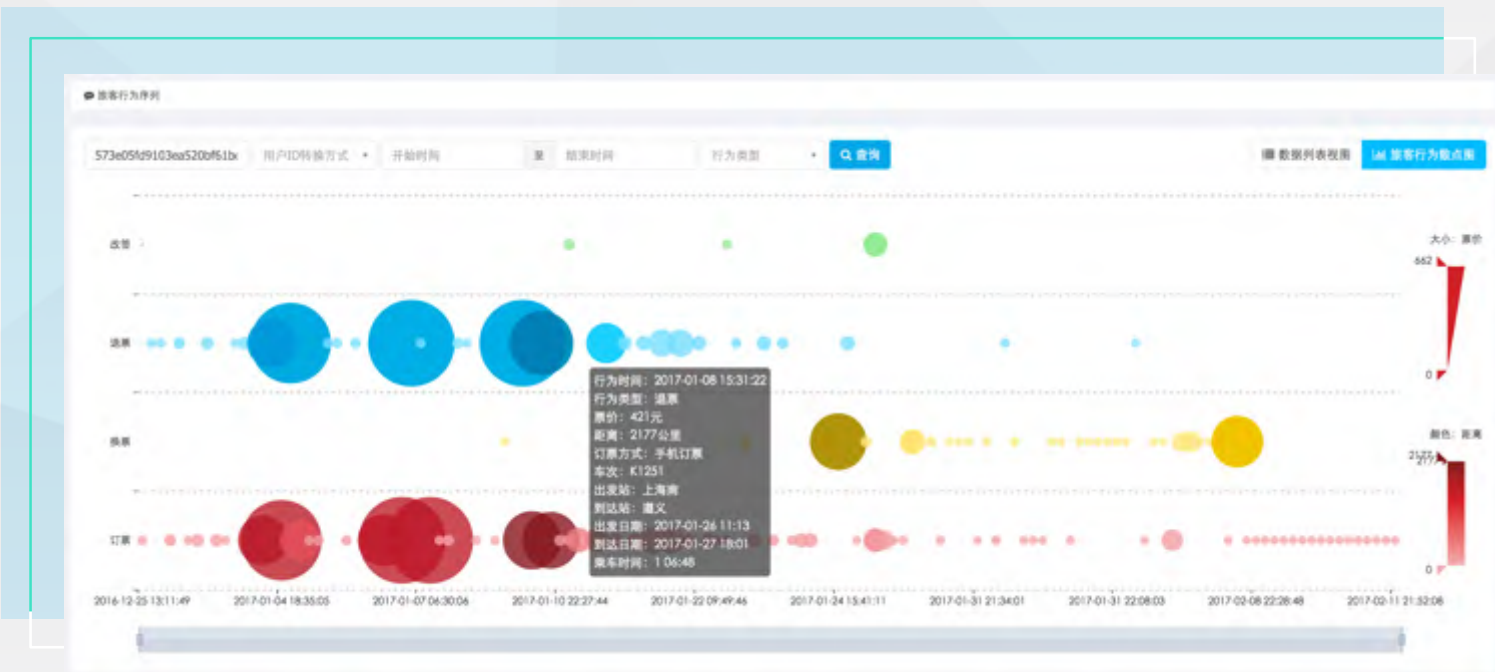 旅客行为序列
573e05fd9103ea520bf61bc 用户ID转换方式 开始时间 至 结束时间 行为类型 查询 数据列表视图 旅客行为散点图
改签
大小：票价
662
退票
0
行为时间：2017-01-08 15:31:22
行为类型：退票
票价：421元
距离：2177公里
订票方式：手机订票
车次：K1251
出发站：上海南
到达站：遵义
出发日期：2017-01-26 11:13
到达日期：2017-01-27 18:01
乘车时间：1 06:48
换票
颜色：距离
2177
2177
订票
0
2016-12-25 13:11:49 2017-01-04 18:35:05 2017-01-07 06:30:06 2017-01-10 22:27:44 2017-01-22 09:49:46 2017-01-24 15:41:11 2017-01-31 21:34:01 2017-01-31 22:08:03 2017-02-08 22:28:48 2017-02-11 21:52:08